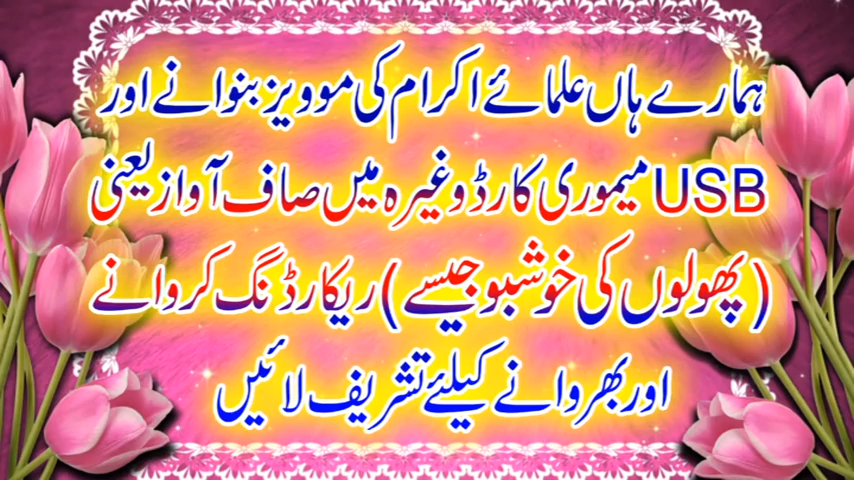 ہمارے ہاں علمائے اکرام کی موویز بنوانے اور
USB میموری کارڈ وغیرہ میں صاف آواز یعنی
(پھولوں کی خوشبو جیسے) ریکارڈنگ کروانے
اور بھروانے کیلئے تشریف لائیں